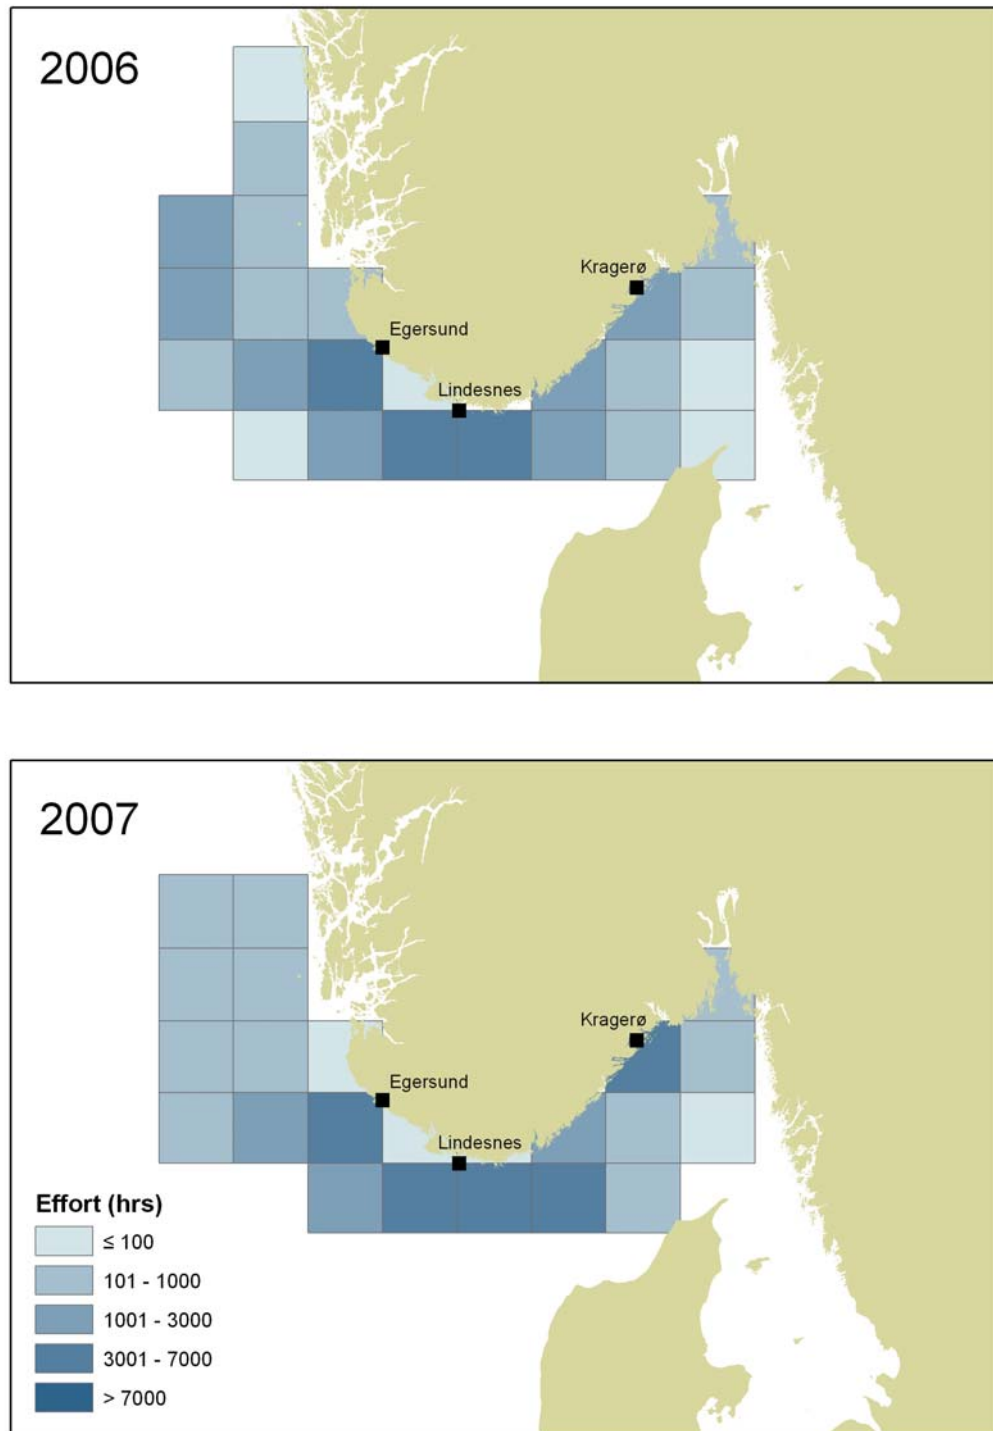 2006
Kragerø
Egersund
Lindesnes
2007
Kragerø
Egersund
Lindesnes
Effort (hrs)
≤ 100
101 - 1000
1001 - 3000
3001 - 7000
> 7000